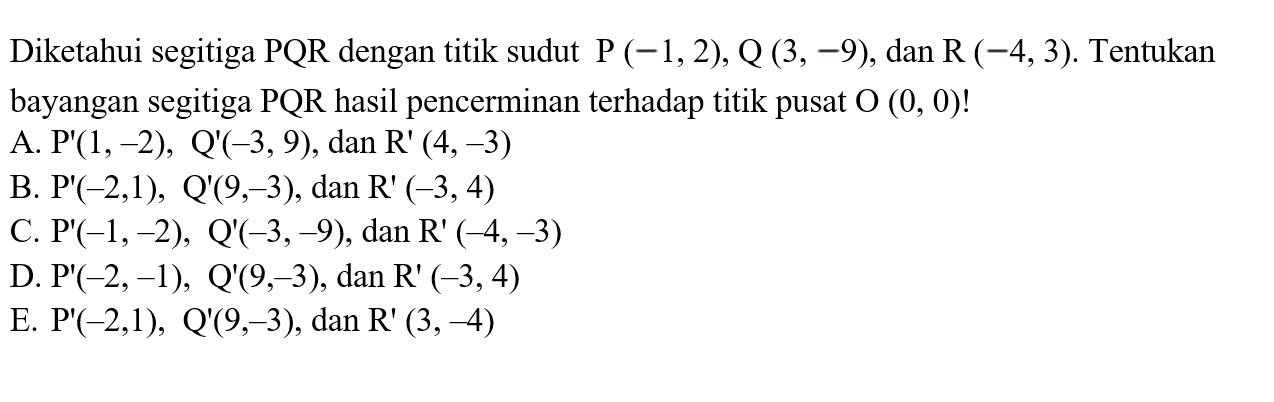 Diketahui segitiga PQR dengan titik sudut P (−1, 2), Q (3, −9), dan R (−4, 3). Tentukan
bayangan segitiga PQR hasil pencerminan terhadap titik pusat O (0, 0)!
A. P'(1, –2), Q'(–3, 9), dan R' (4, –3)
B. P'(–2,1), Q'(9,–3), dan R' (–3, 4)
C. P'(–1, –2), Q'(–3, –9), dan R' (–4, –3)
D. P'(–2, –1), Q'(9,–3), dan R' (–3, 4)
E. P'(–2,1), Q'(9,–3), dan R' (3, –4)